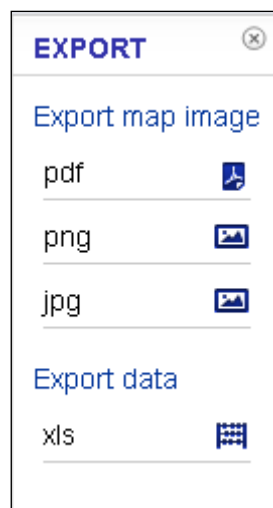 EXPORT
Export map image
pdf
png
jpg
Export data
xls